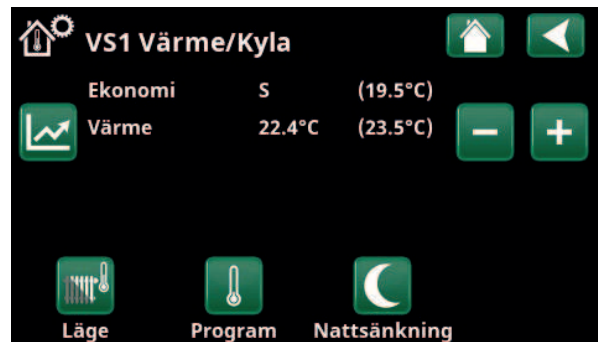 VS1 Värme/Kyla
Ekonomi S (19.5°C)
Värme 22.4°C (23.5°C)
Läge Program Nattsänkning